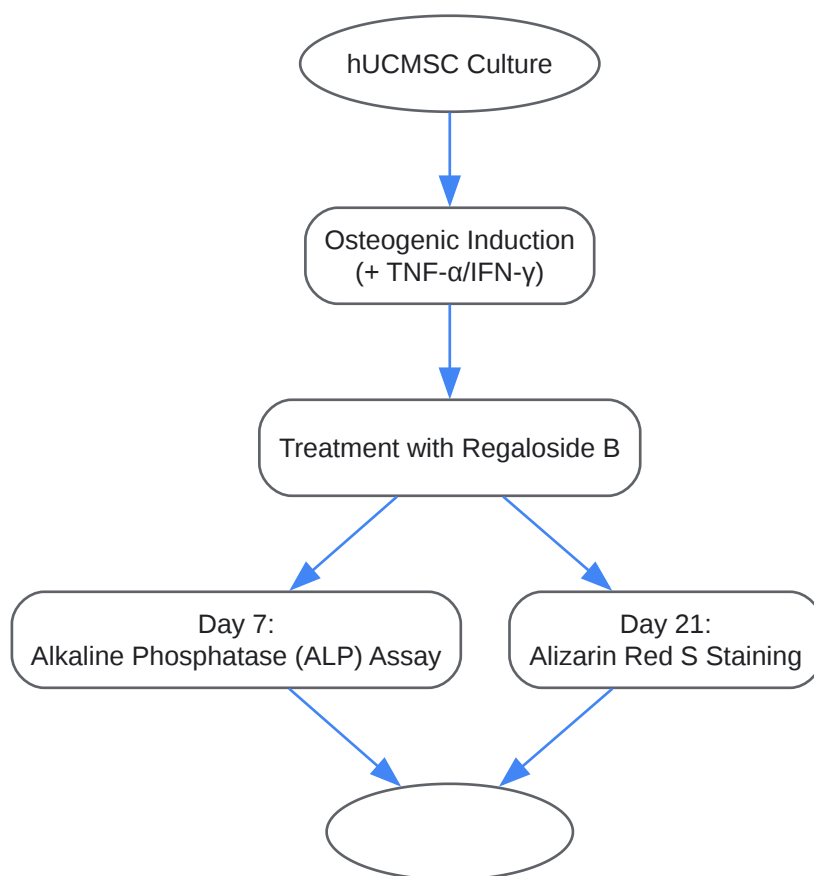 hUCMSC Culture
Osteogenic Induction
(+ TNF-α/IFN-γ)
Treatment with Regaloside B
Day 7:
Alkaline Phosphatase (ALP) Assay
Day 21:
Alizarin Red S Staining